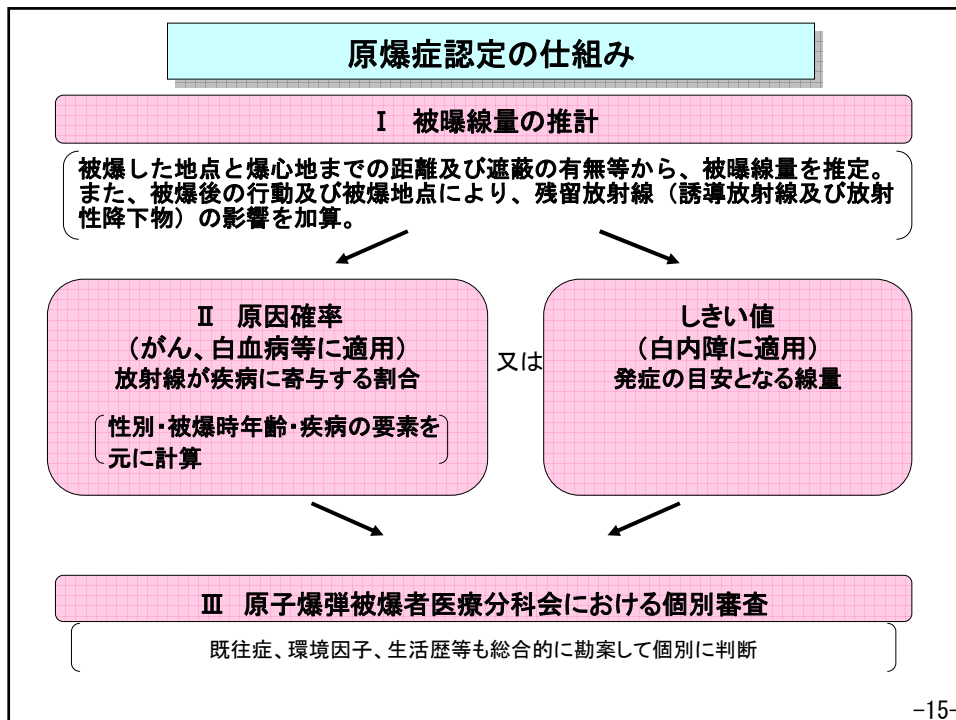 原爆症認定の仕組み
Ⅰ 被曝線量の推計
被爆した地点と爆心地までの距離及び遮蔽の有無等から、被曝線量を推定。
また、被爆後の行動及び被爆地点により、残留放射線（誘導放射線及び放射
性降下物）の影響を加算。
Ⅱ 原因確率
（がん、白血病等に適用）
放射線が疾病に寄与する割合
性別・被爆時年齢・疾病の要素を
元に計算
又は
しきい値
（白内障に適用）
発症の目安となる線量
Ⅲ 原子爆弾被爆者医療分科会における個別審査
既往症、環境因子、生活歴等も総合的に勘案して個別に判断
-15-